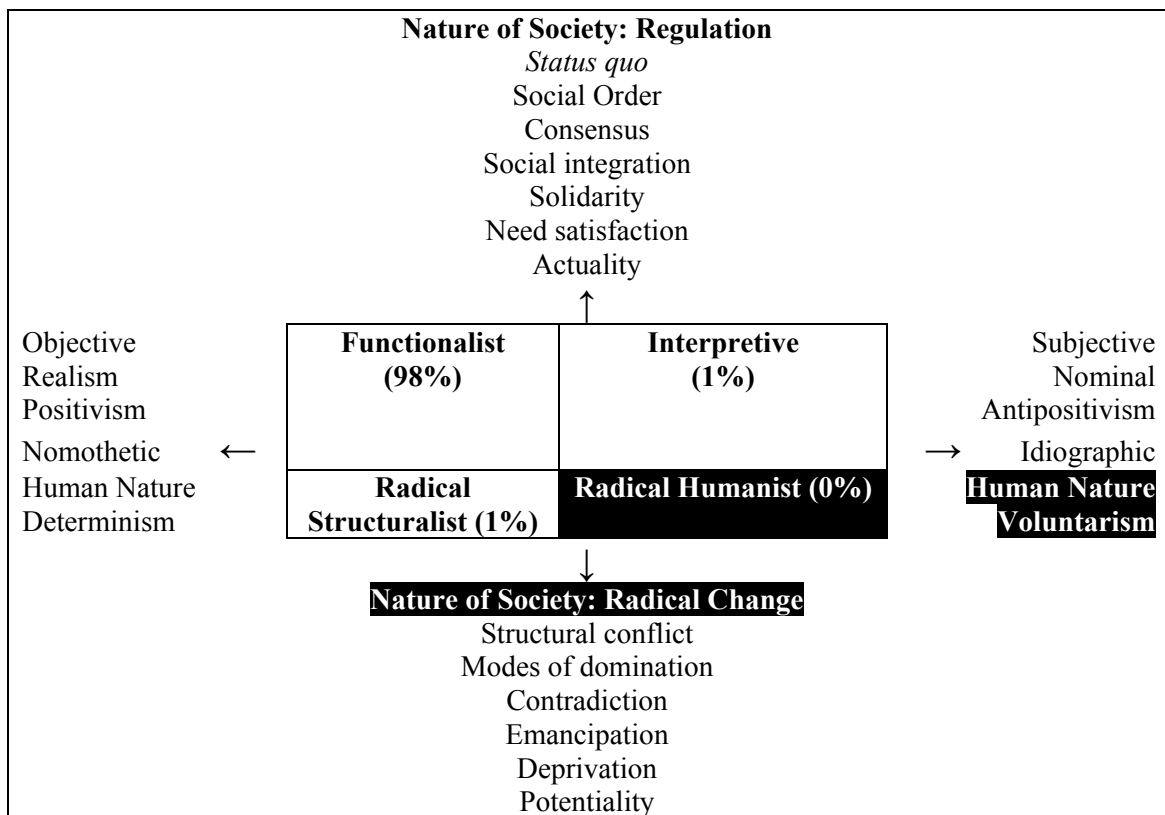 Nature of Society: Regulation
Status quo
Social Order
Consensus
Social integration
Solidarity
Need satisfaction
Actuality
↑
Objective
Realism
Positivism
Nomothetic ←
Human Nature
Determinism
Functionalist
(98%)
Interpretive
(1%)
Radical
Structuralist (1%)
Radical Humanist (0%)
Subjective
Nominal
Antipositivism
→ Idiographic
Human Nature
Voluntarism
↓
Nature of Society: Radical Change
Structural conflict
Modes of domination
Contradiction
Emancipation
Deprivation
Potentiality